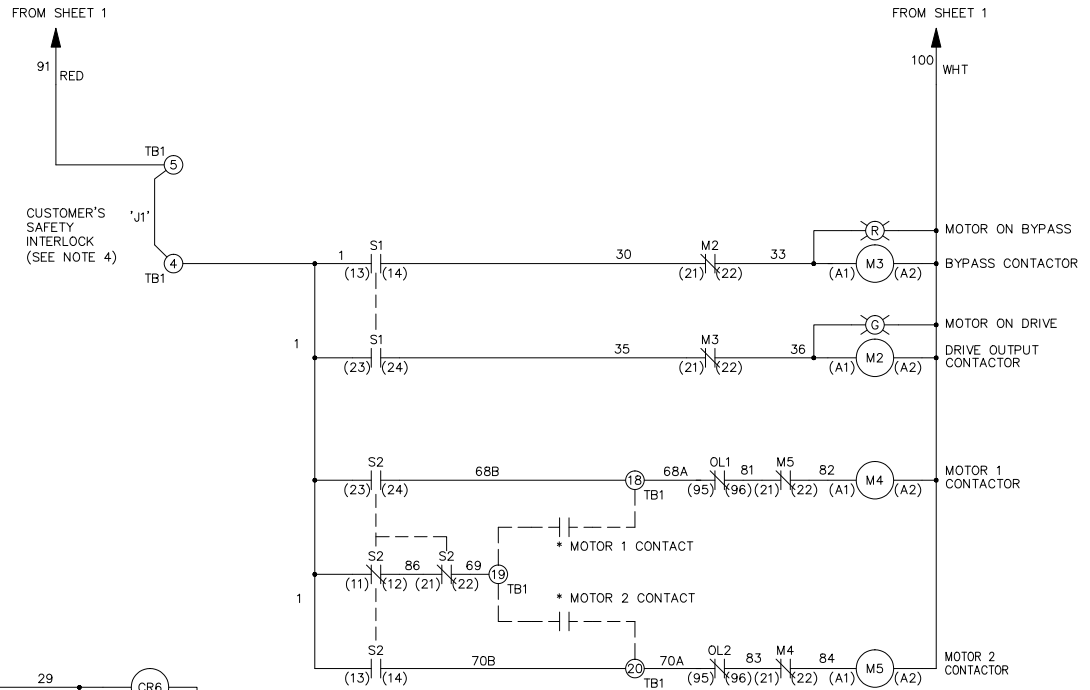 FROM SHEET 1
FROM SHEET 1
91
RED
100
WHT
TB1
5
CUSTOMER'S
SAFETY
INTERLOCK
(SEE NOTE 4)
'J1'
4
TB1
R
MOTOR ON BYPASS
1
S1
(13)
(14)
30
M2
(21)
(22)
33
(A1)
M3
(A2)
BYPASS CONTACTOR
G
MOTOR ON DRIVE
1
S1
(23)
(24)
35
M3
(21)
(22)
36
(A1)
M2
(A2)
DRIVE OUTPUT
CONTACTOR
S2
(23)
(24)
68B
18
TB1
68A
OL1
(95)
(96)
81
M5
(21)
(22)
82
(A1)
M4
(A2)
MOTOR 1
CONTACTOR
* MOTOR 1 CONTACT
S2
(11)
(12)
86
S2
(21)
(22)
69
19
TB1
1
* MOTOR 2 CONTACT
S2
(13)
(14)
70B
20
TB1
70A
OL2
(95)
(96)
83
M4
(21)
(22)
84
(A1)
M5
(A2)
MOTOR 2
CONTACTOR
29
CR6